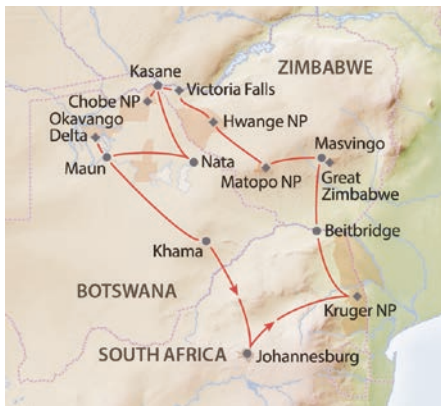 Kasane
ZIMBABWE
Victoria Falls
Chobe NP
Okavango
Delta
Hwange NP
Masvingo
Maun
Nata
Matopo NP
Great
Zimbabwe
Beitbridge
Khama
BOTSWANA
Kruger NP
SOUTH AFRICA
Johannesburg